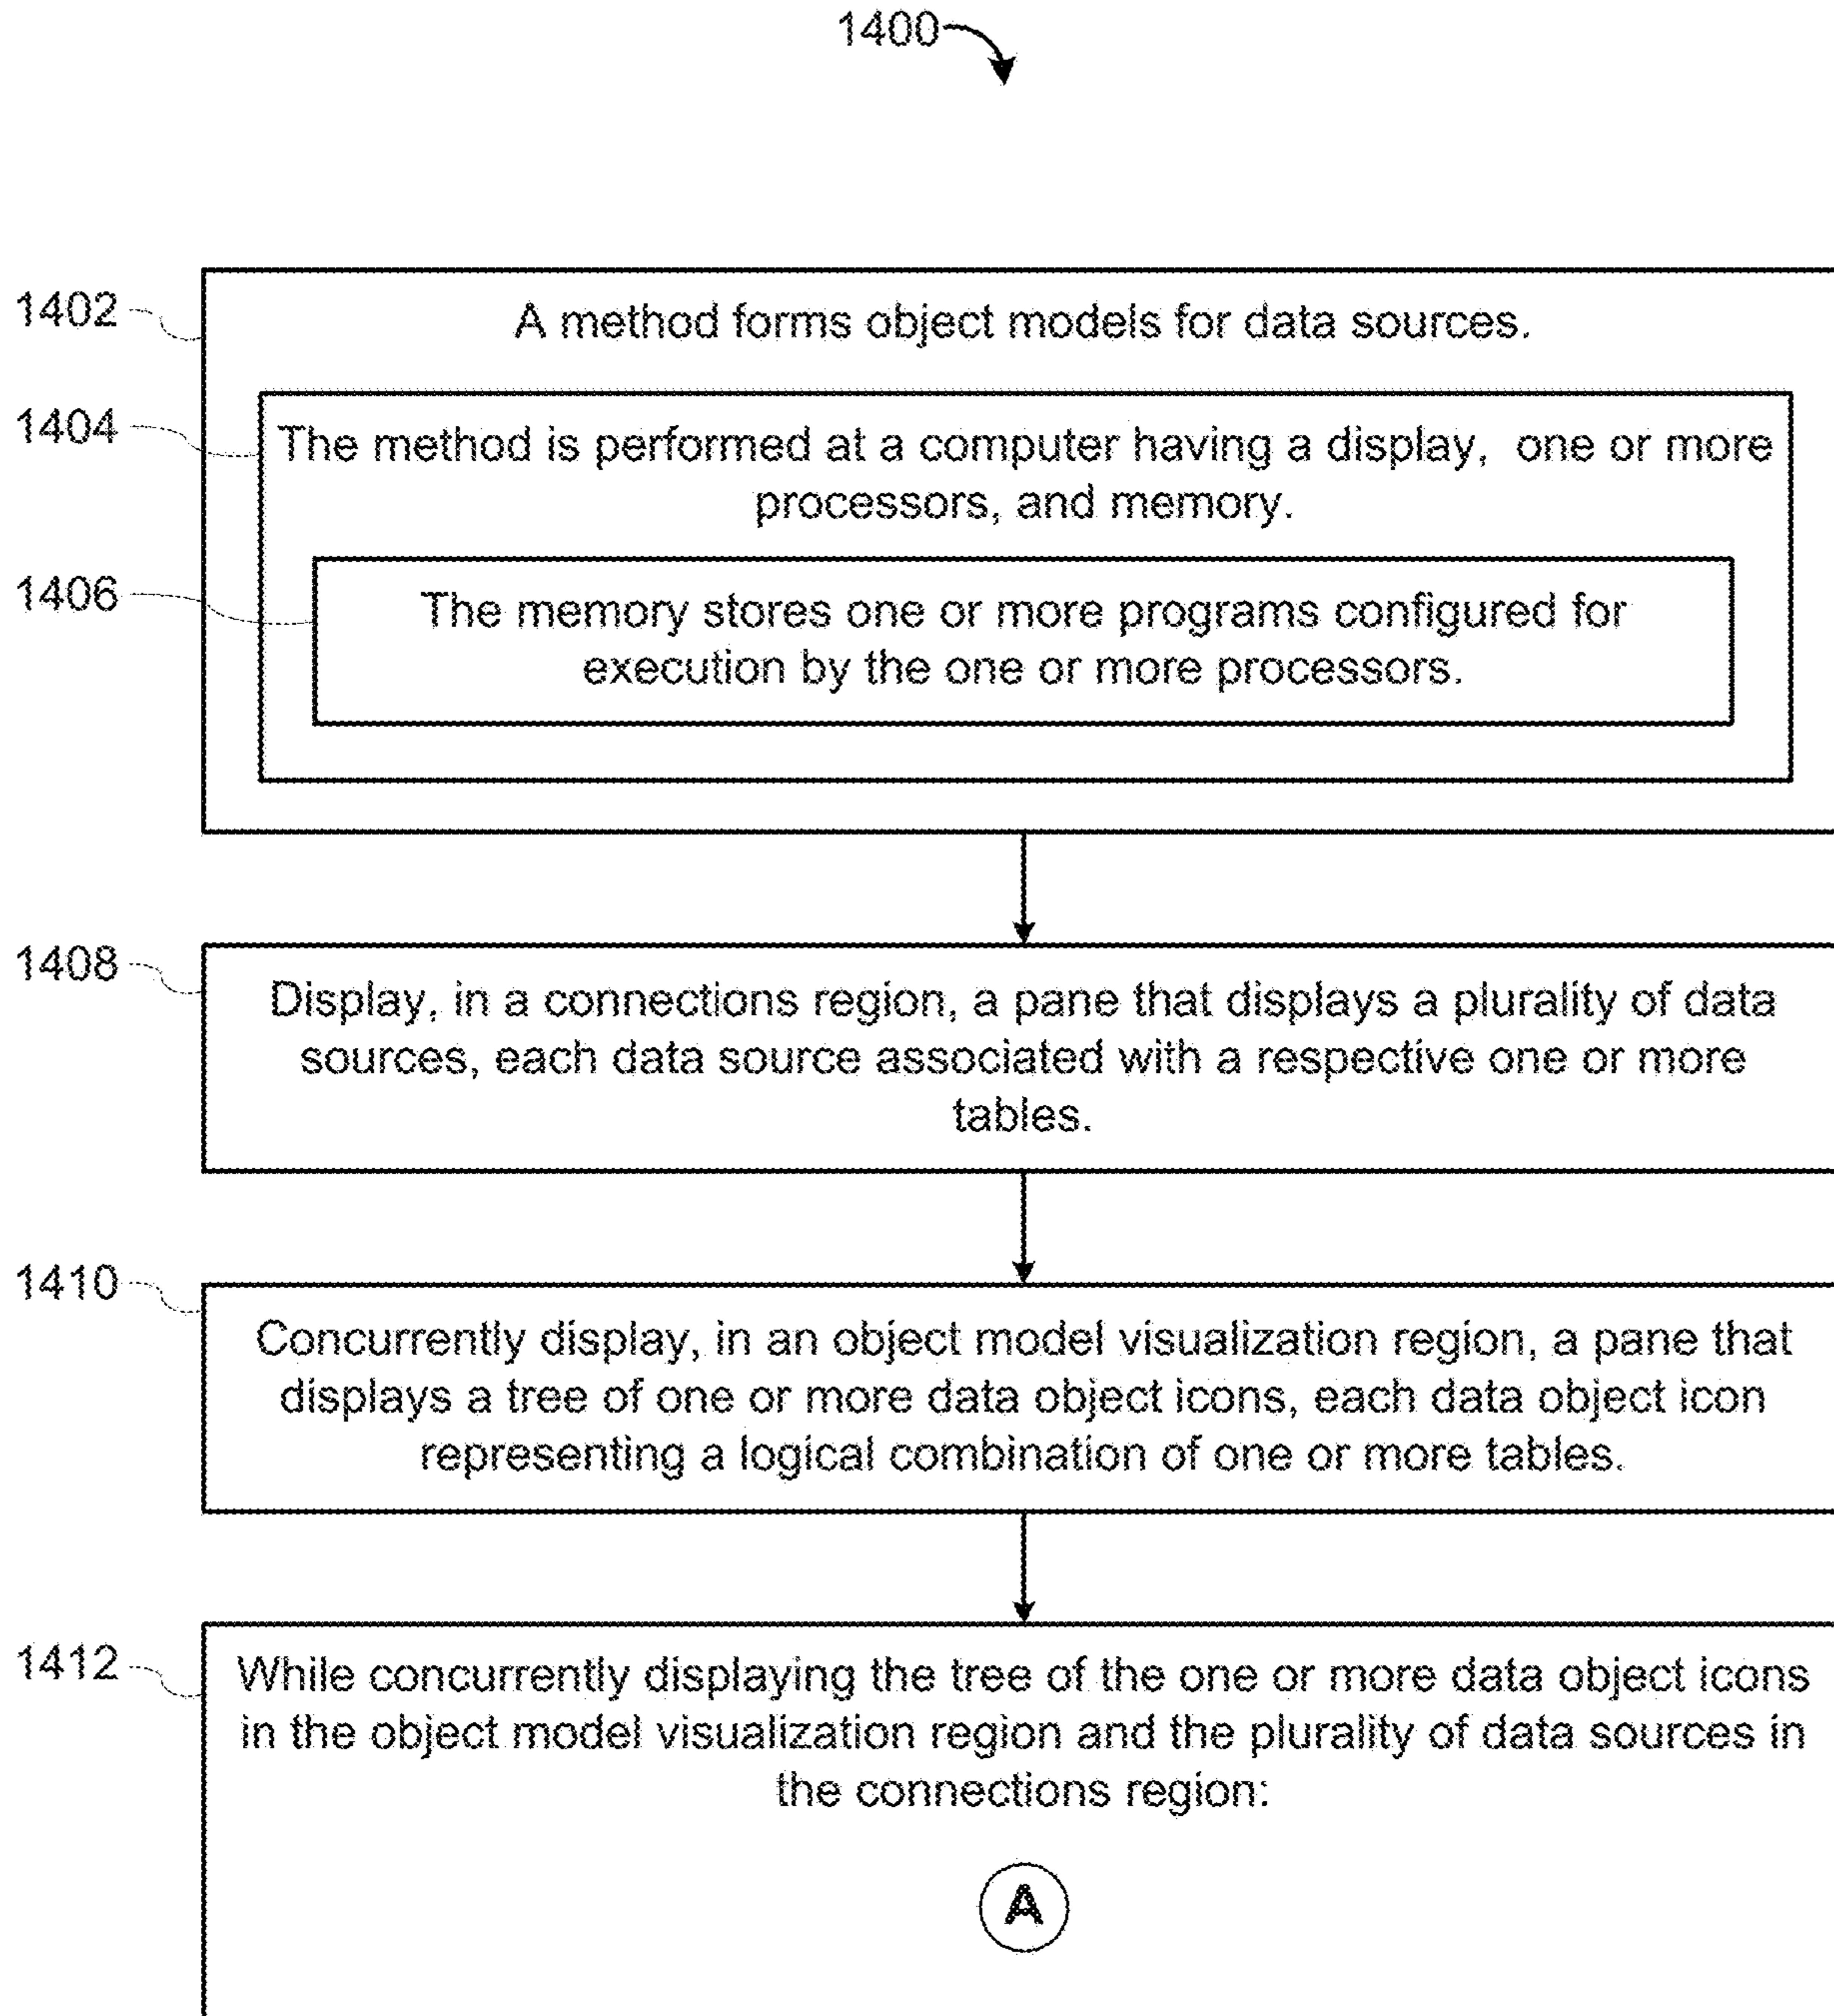 1400
1402
A method forms object models for data sources.
1404
The method is performed at a computer having a display, one or more
processors, and memory.
1406
The memory stores one or more programs configured for
execution by the one or more processors.
1408
Display, in a connections region, a pane that displays a plurality of data
sources, each data source associated with a respective one or more
tables.
1410
Concurrently display, in an object model visualization region, a pane that
displays a tree of one or more data object icons, each data object icon
representing a logical combination of one or more tables.
1412
While concurrently displaying the tree of the one or more data object icons
in the object model visualization region and the plurality of data sources in
the connections region:
A